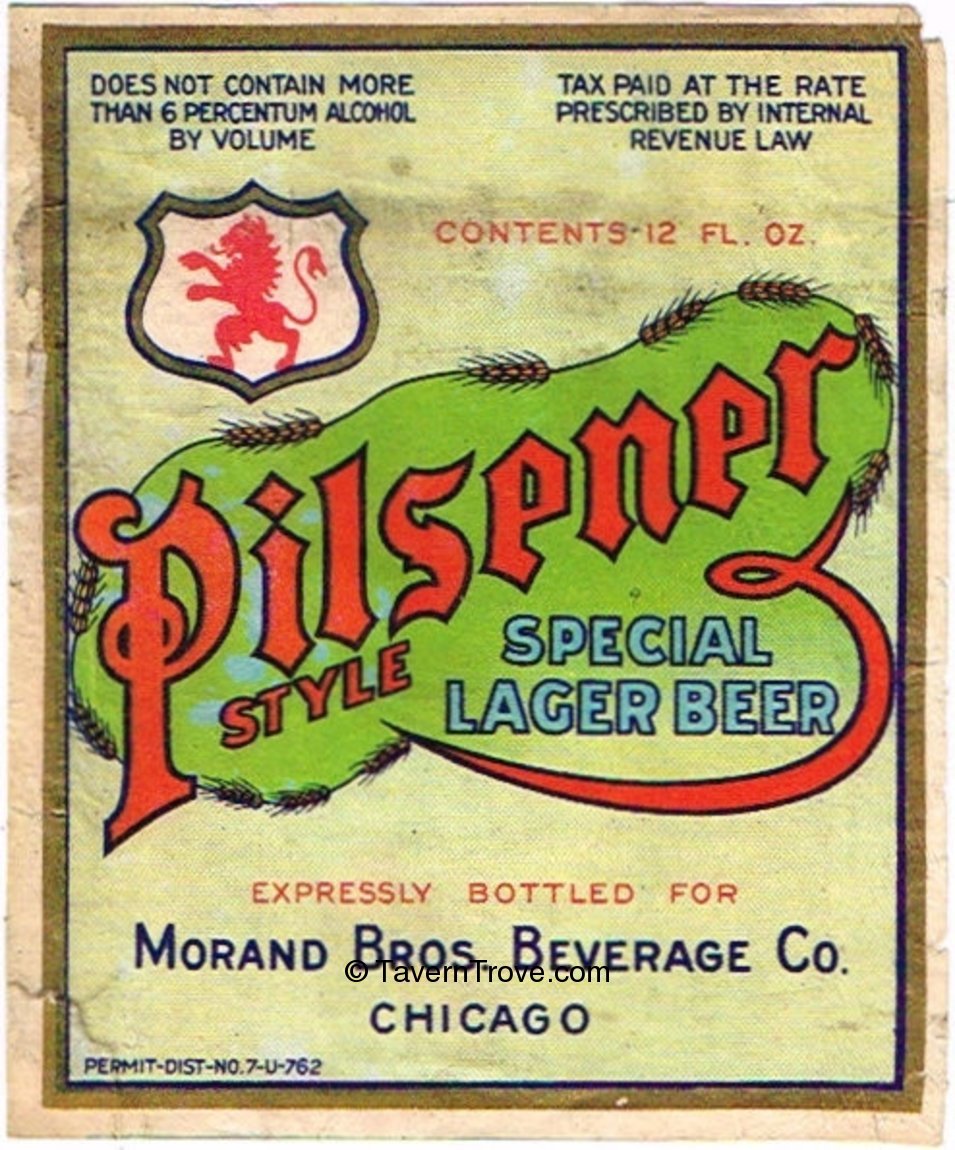 DOES NOT CONTAIN MORE
THAN 6 PERCENTUM ALCOHOL
BY VOLUME
TAX PAID AT THE RATE
PRESCRIBED BY INTERNAL
REVENUE LAW
CONTENTS 12 FL. OZ.
Pilsener
STYLE
SPECIAL
LAGER BEER
EXPRESSLY BOTTLED FOR
MORAND BROS. BEVERAGE CO.
© TavernTrove.com
CHICAGO
PERMIT-DIST-NO.7-U-762